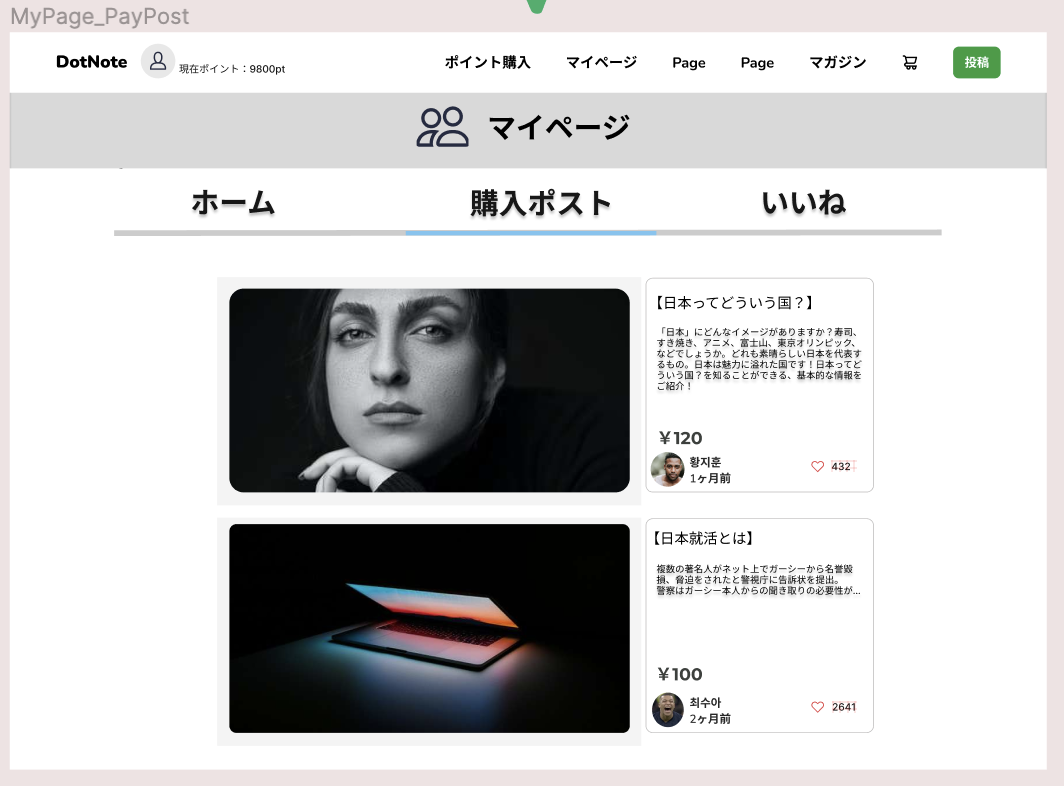 MyPage_PayPost
DotNote
現在ポイント：9800pt
ポイント購入
マイページ
Page
Page
マガジン
投稿
マイページ
ホーム
購入ポスト
いいね
【日本ってどういう国？】
「日本」にどんなイメージがありますか？寿司、
すき焼き、アニメ、富士山、東京オリンピック、
などでしょうか。どれも素晴らしい日本を代表す
るもの。日本は魅力に溢れた国です！日本ってど
ういう国？を知ることができる、基本的な情報を
ご紹介！
￥120
황지훈
1ヶ月前
432
【日本就活とは】
複数の著名人がネット上でガーシーから名誉毀
損、脅迫をされたと警視庁に告訴状を提出。
警察はガーシー本人からの聞き取りの必要性が...
￥100
최수아
2ヶ月前
2641